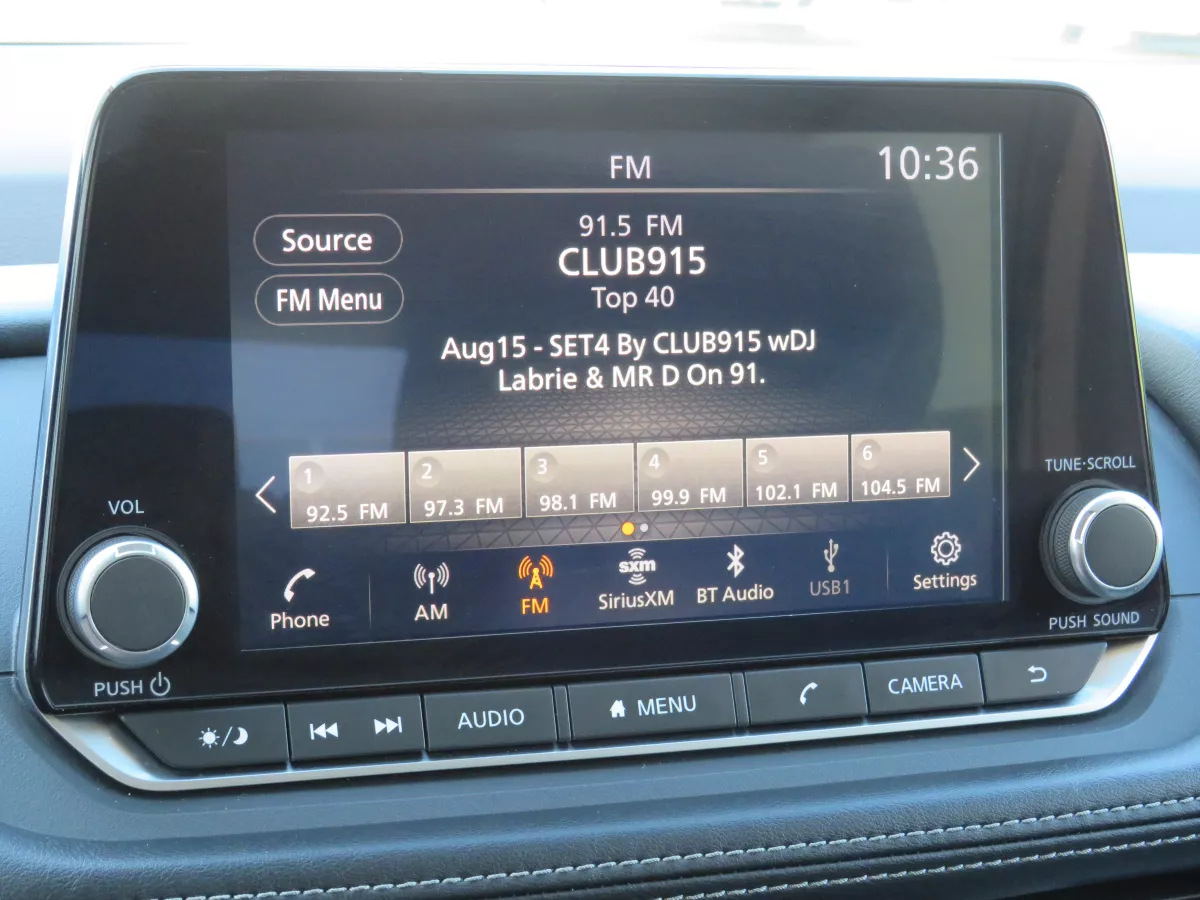 FM
10:36
Source
FM Menu
91.5 FM
CLUB915
Top 40
Aug15 - SET4 By CLUB915 wDJ
Labrie & MR D On 91.
1
92.5 FM
2
97.3 FM
3
98.1 FM
4
99.9 FM
5
102.1 FM
6
104.5 FM
Phone
AM
FM
sxm
SiriusXM
BT Audio
USB1
Settings
VOL
PUSH
TUNE·SCROLL
PUSH SOUND
AUDIO
MENU
CAMERA